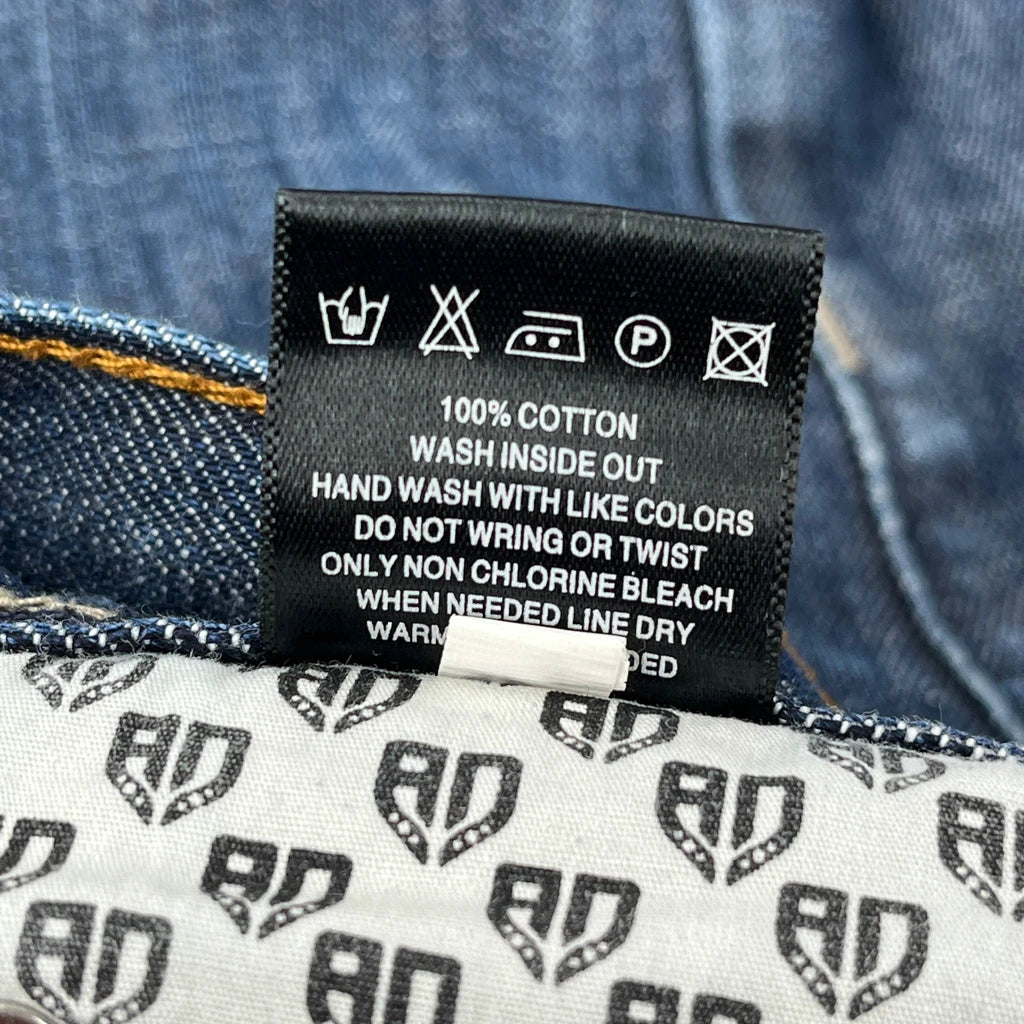 P
100% COTTON
WASH INSIDE OUT
HAND WASH WITH LIKE COLORS
DO NOT WRING OR TWIST
ONLY NON CHLORINE BLEACH
WHEN NEEDED LINE DRY
WARM